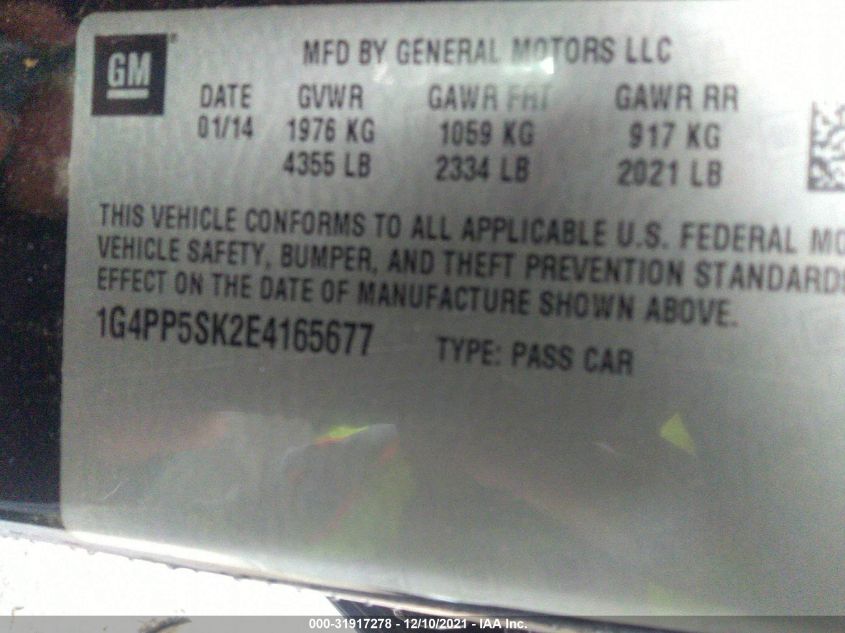 GM
MFD BY GENERAL MOTORS LLC
DATE GVWR GAWR FRT GAWR RR
01/14 1976 KG 1059 KG 917 KG
4355 LB 2334 LB 2021 LB
THIS VEHICLE CONFORMS TO ALL APPLICABLE U.S. FEDERAL MO
VEHICLE SAFETY, BUMPER, AND THEFT PREVENTION STANDARDS
EFFECT ON THE DATE OF MANUFACTURE SHOWN ABOVE.
1G4PP5SK2E4165677 TYPE: PASS CAR
000-31917278 - 12/10/2021 - IAA Inc.